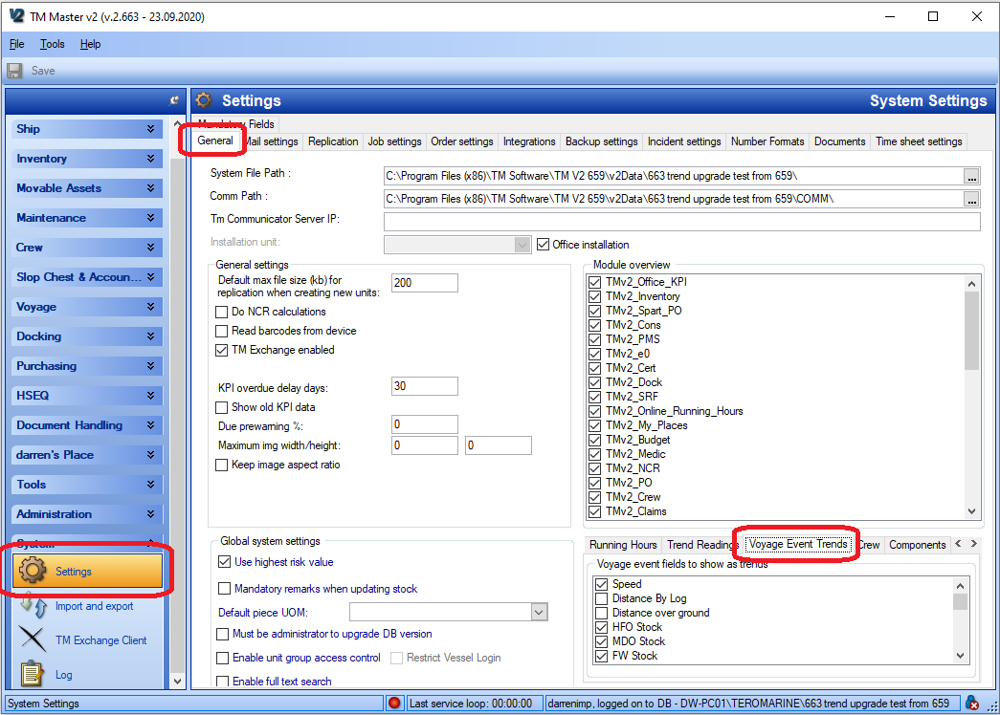 TM Master v2 (v.2.663 - 23.09.2020)
File Tools Help
Save
Settings System Settings
Ship
Inventory
Movable Assets
Maintenance
Crew
Slop Chest & Accoun...
Voyage
Docking
Purchasing
HSEQ
Document Handling
darren's Place
Tools
Administration
System
Settings
Import and export
TM Exchange Client
Log
Mandatory Fields
General Mail settings Replication Job settings Order settings Integrations Backup settings Incident settings Number Formats Documents Time sheet settings
System File Path : C:\Program Files (x86)\TM Software\TM V2 659\v2Data\663 trend upgrade test from 659\ ...
Comm Path : C:\Program Files (x86)\TM Software\TM V2 659\v2Data\663 trend upgrade test from 659\COMM\ ...
Tm Communicator Server IP:
Installation unit: Office installation
General settings
Default max file size (kb) for
replication when creating new units: 200
Do NCR calculations
Read barcodes from device
TM Exchange enabled
KPI overdue delay days: 30
Show old KPI data
Due prewarning %: 0
Maximum img width/height: 0 0
Keep image aspect ratio
Module overview
TMv2_Office_KPI
TMv2_Inventory
TMv2_Spart_PO
TMv2_Cons
TMv2_PMS
TMv2_e0
TMv2_Cert
TMv2_Dock
TMv2_SRF
TMv2_Online_Running_Hours
TMv2_My_Places
TMv2_Budget
TMv2_Medic
TMv2_NCR
TMv2_PO
TMv2_Crew
TMv2_Claims
Global system settings
Use highest risk value
Mandatory remarks when updating stock
Default piece UOM:
Must be administrator to upgrade DB version
Enable unit group access control Restrict Vessel Login
Enable full text search
Running Hours Trend Readings Voyage Event Trends Crew Components
Voyage event fields to show as trends
Speed
Distance By Log
Distance over ground
HFO Stock
MDO Stock
FW Stock
System Settings Last service loop: 00:00:00 darrenimp, logged on to DB - DW-PC01\TEROMARINE\663 trend upgrade test from 659